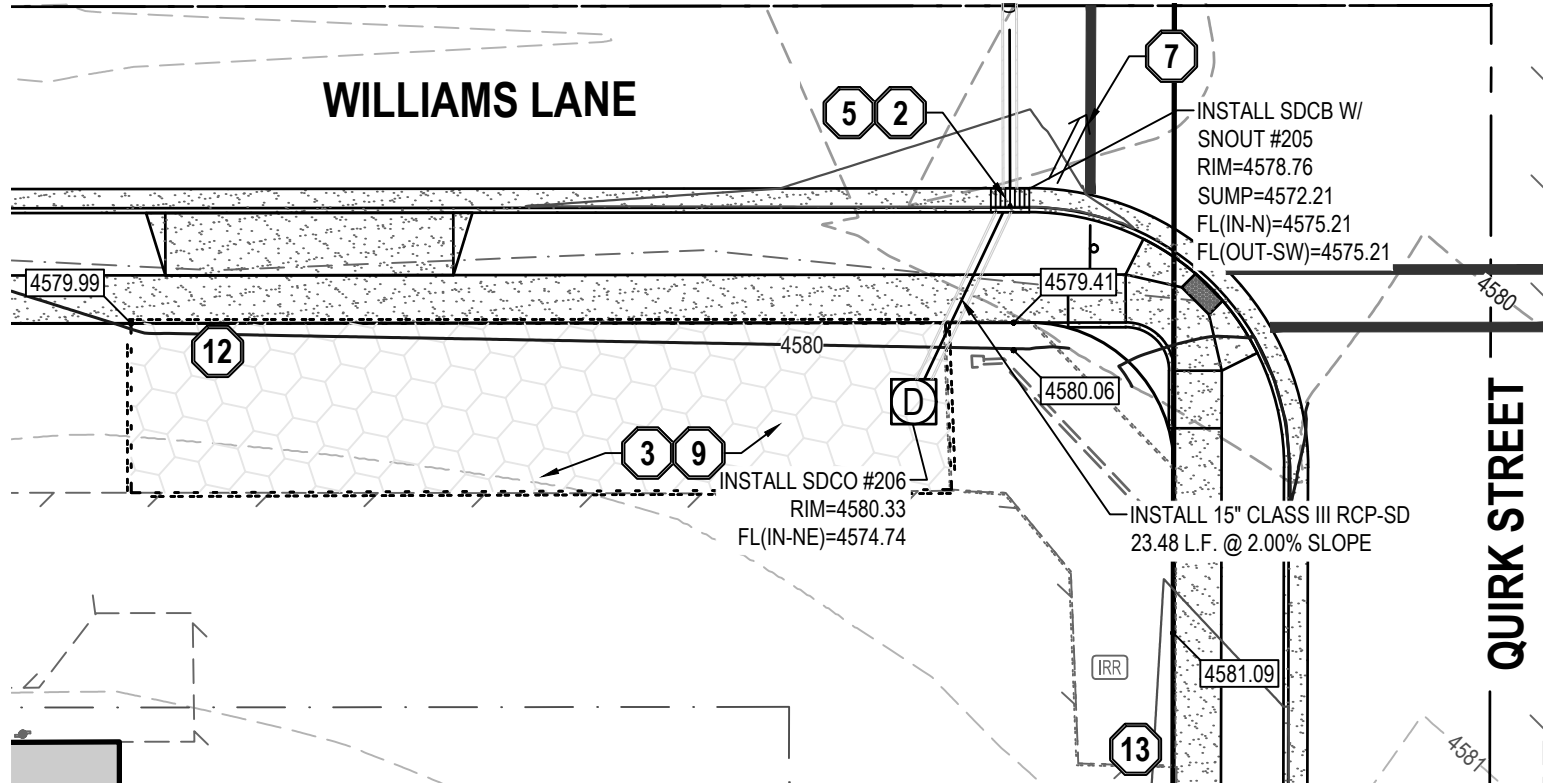 WILLIAMS LANE
5 2
7
INSTALL SDCB W/
SNOUT #205
RIM=4578.76
SUMP=4572.21
FL(IN-N)=4575.21
FL(OUT-SW)=4575.21
4579.99
4579.41
4580
12
4580
4580.06
D
3 9
INSTALL SDCO #206
RIM=4580.33
FL(IN-NE)=4574.74
INSTALL 15" CLASS III RCP-SD
23.48 L.F. @ 2.00% SLOPE
QUIRK STREET
IRR
4581.09
13
4581